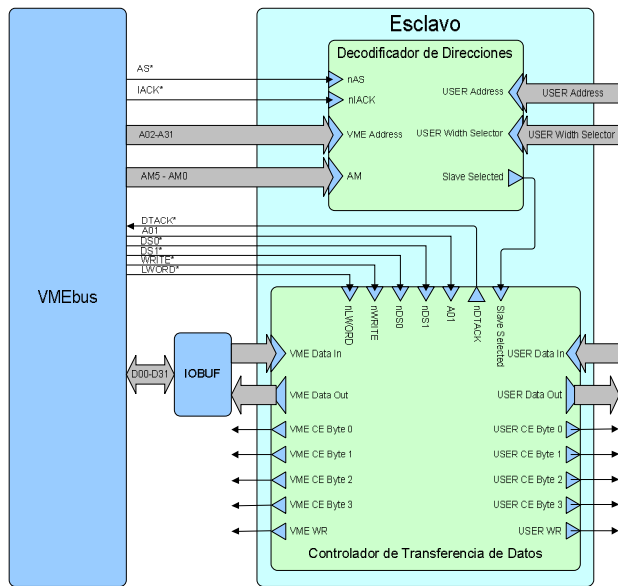 Esclavo
Decodificador de Direcciones
AS*
nAS
USER Address
USER Address
IACK*
nIACK
A02-A31
VME Address
USER Width Selector
USER Width Selector
AM5 - AM0
AM
Slave Selected
DTACK*
A01
DS0*
DS1*
WRITE*
LWORD*
VMEbus
nLWORD
nWRITE
nDS0
nDS1
A01
nDTACK
Slave Selected
VME Data In
USER Data In
D00-D31
IOBUF
VME Data Out
USER Data Out
VME CE Byte 0
USER CE Byte 0
VME CE Byte 1
USER CE Byte 1
VME CE Byte 2
USER CE Byte 2
VME CE Byte 3
USER CE Byte 3
VME WR
USER WR
Controlador de Transferencia de Datos